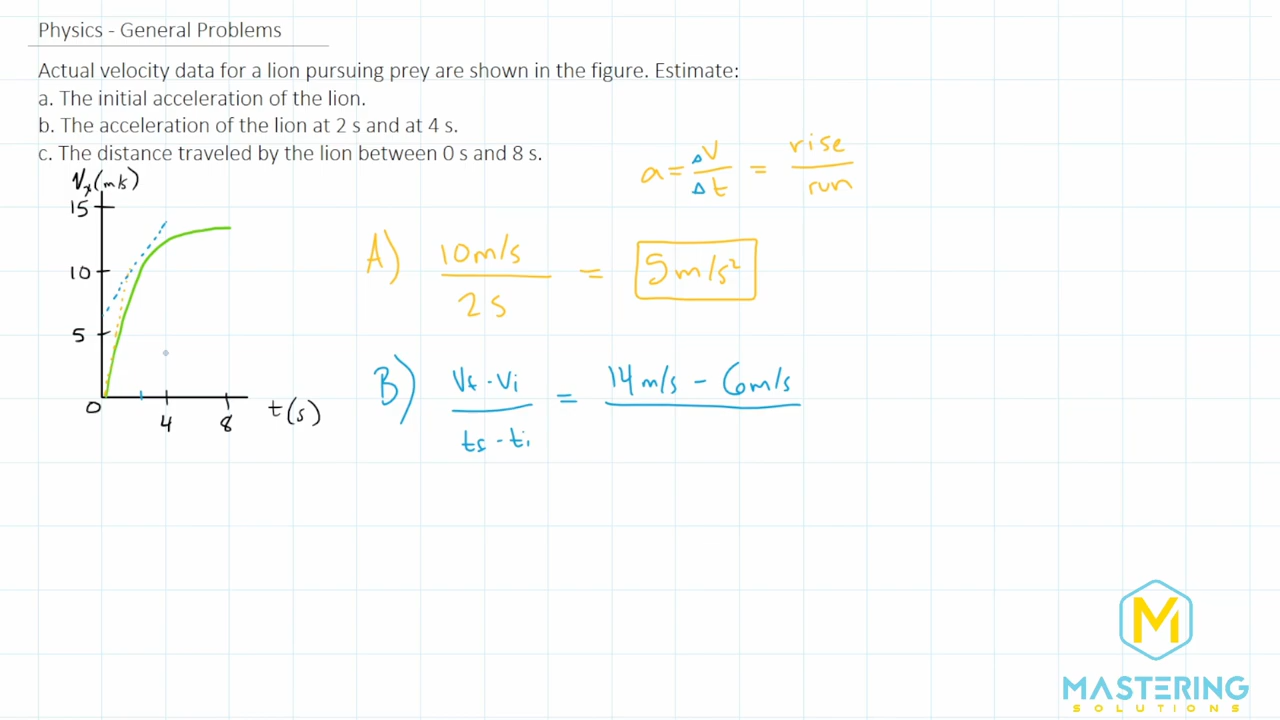 Physics - General Problems
Actual velocity data for a lion pursuing prey are shown in the figure. Estimate:
a. The initial acceleration of the lion.
b. The acceleration of the lion at 2 s and at 4 s.
c. The distance traveled by the lion between 0 s and 8 s.
a = ΔV / Δt = rise / run
Vx (m/s)
15
10
5
0
4
8
t(s)
A) 10m/s / 2s = 5m/s²
B) Vf - Vi / tf - ti = 14m/s - 6m/s
M
MASTERING
SOLUTIONS